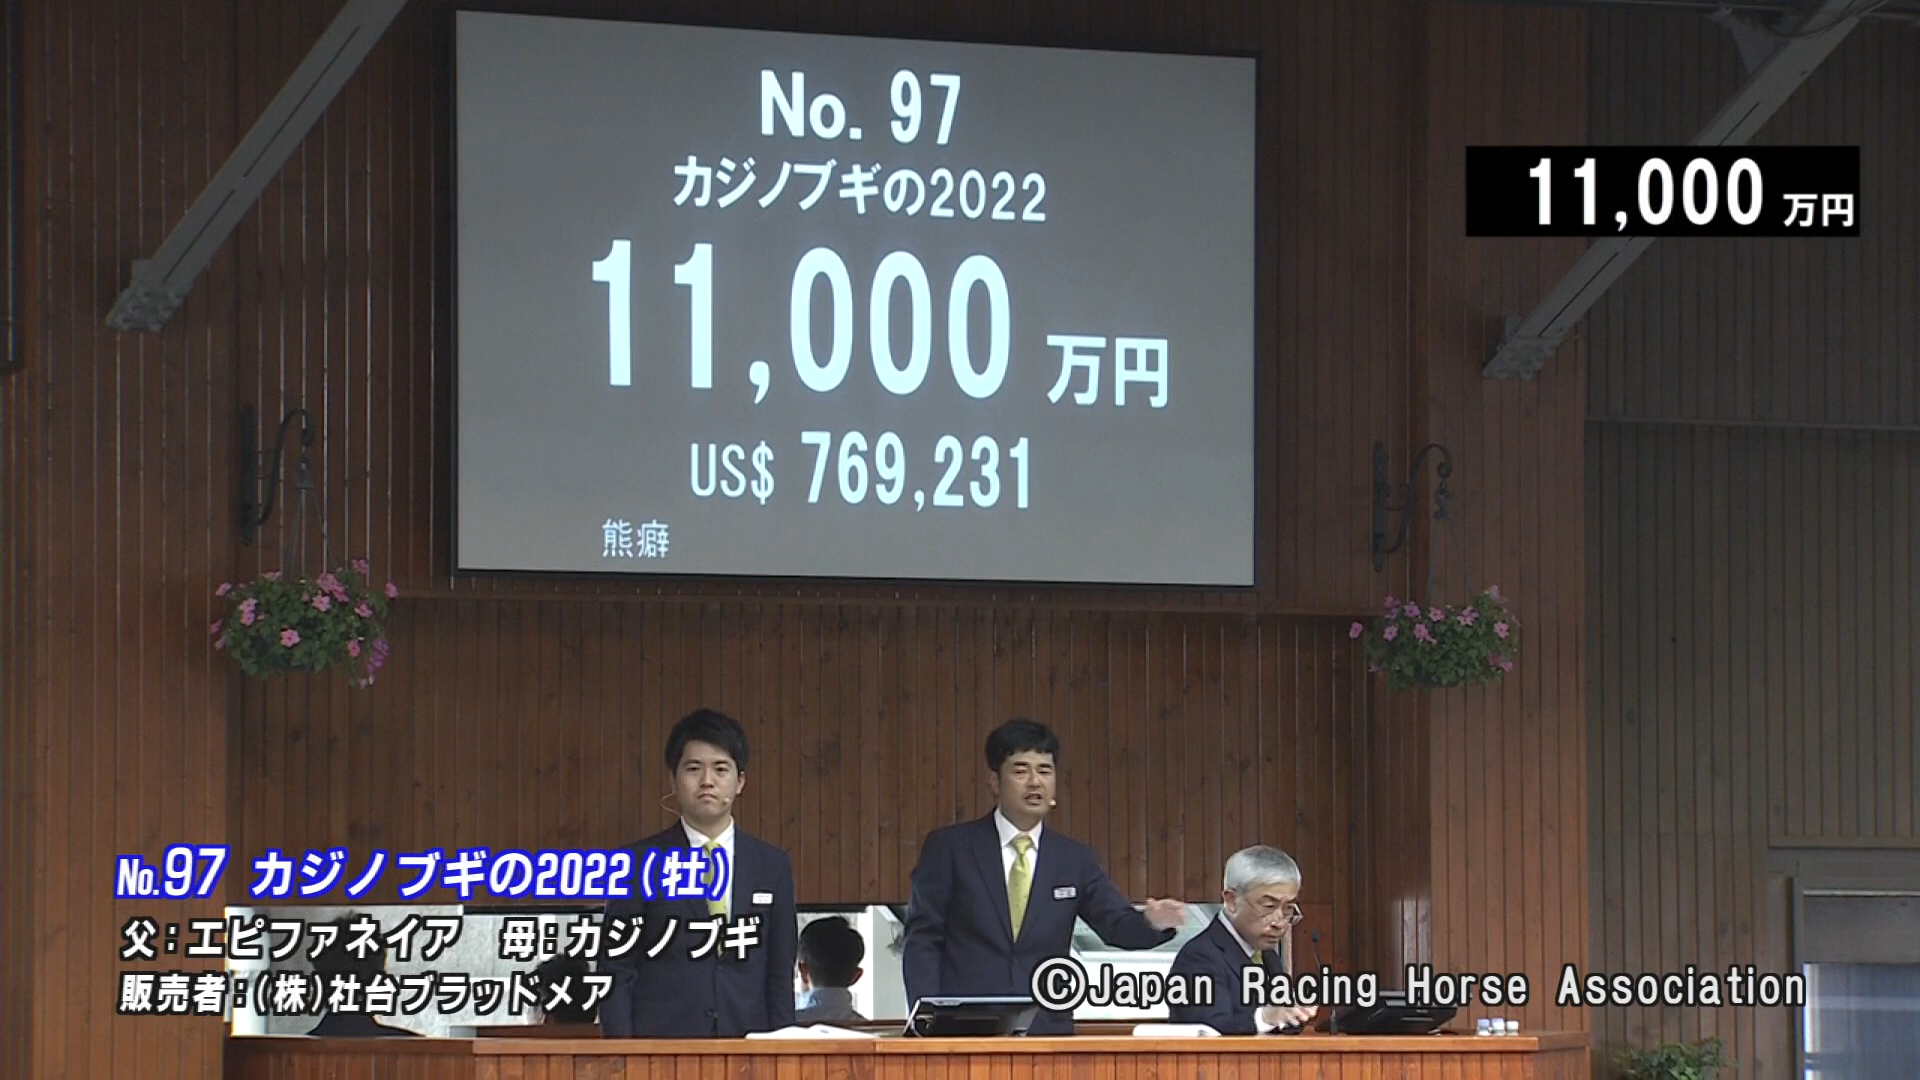 No. 97
カジノブギの2022
11,000 万円
US$ 769,231
熊癖
11,000 万円
No.97 カジノブギの2022(牡)
父:エピファネイア 母:カジノブギ
販売者:(株)社台ブラッドメア
©Japan Racing Horse Association